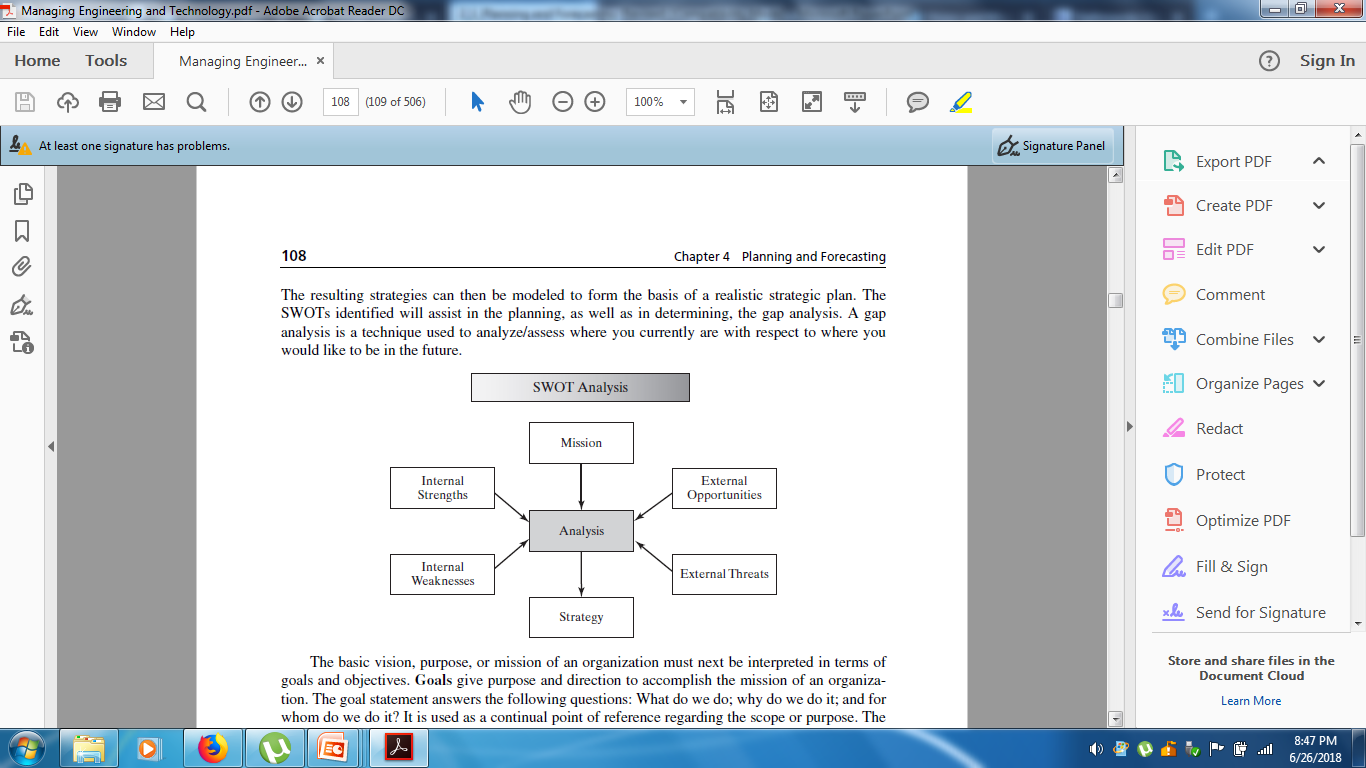 Managing Engineering and Technology.pdf - Adobe Acrobat Reader DC
File Edit View Window Help
Home Tools Managing Engineer... × Sign In
108 (109 of 506) 100%
At least one signature has problems. Signature Panel
108 Chapter 4 Planning and Forecasting
The resulting strategies can then be modeled to form the basis of a realistic strategic plan. The
SWOTs identified will assist in the planning, as well as in determining, the gap analysis. A gap
analysis is a technique used to analyze/assess where you currently are with respect to where you
would like to be in the future.
SWOT Analysis
Mission
Internal
Strengths
External
Opportunities
Analysis
Internal
Weaknesses
External Threats
Strategy
The basic vision, purpose, or mission of an organization must next be interpreted in terms of
goals and objectives. Goals give purpose and direction to accomplish the mission of an organiza-
tion. The goal statement answers the following questions: What do we do; why do we do it; and for
whom do we do it? It is used as a continual point of reference regarding the scope or purpose. The
Export PDF
Create PDF
Edit PDF
Comment
Combine Files
Organize Pages
Redact
Protect
Optimize PDF
Fill & Sign
Send for Signature
Store and share files in the
Document Cloud
Learn More
8:47 PM
6/26/2018